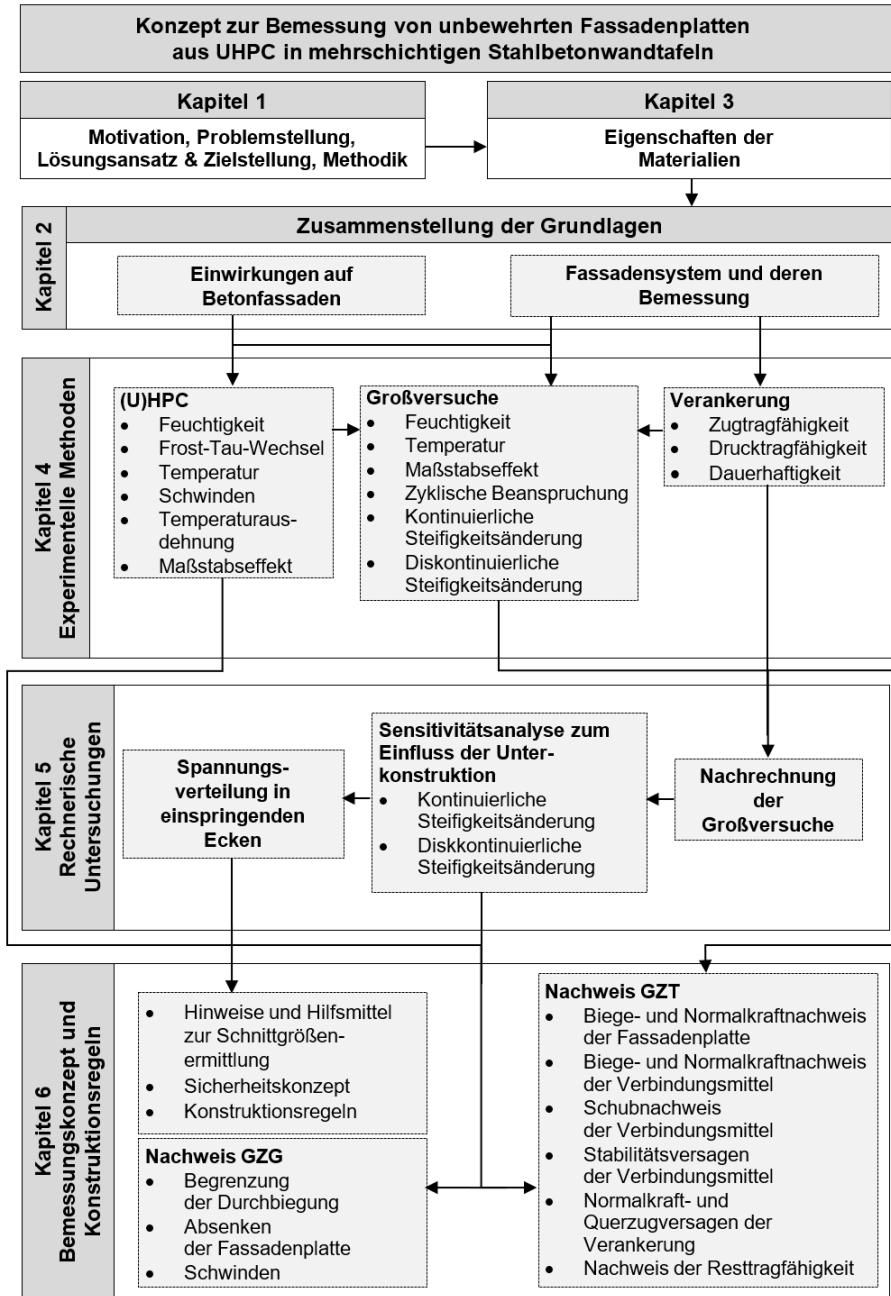 Konzept zur Bemessung von unbewehrten Fassadenplatten
aus UHPC in mehrschichtigen Stahlbetonwandtafeln
Kapitel 1
Motivation, Problemstellung,
Lösungsansatz & Zielstellung, Methodik
Kapitel 3
Eigenschaften der
Materialien
Kapitel 2
Zusammenstellung der Grundlagen
Einwirkungen auf
Betonfassaden
Fassadensystem und deren
Bemessung
Kapitel 4
Experimentelle Methoden
(U)HPC
• Feuchtigkeit
• Frost-Tau-Wechsel
• Temperatur
• Schwinden
• Temperaturaus-
dehnung
• Maßstabseffekt
Großversuche
• Feuchtigkeit
• Temperatur
• Maßstabseffekt
• Zyklische Beanspruchung
• Kontinuierliche
Steifigkeitsänderung
• Diskontinuierliche
Steifigkeitsänderung
Verankerung
• Zugtragfähigkeit
• Drucktragfähigkeit
• Dauerhaftigkeit
Kapitel 5
Rechnerische
Untersuchungen
Spannungs-
verteilung in
einspringenden
Ecken
Sensitivitätsanalyse zum
Einfluss der Unter-
konstruktion
• Kontinuierliche
Steifigkeitsänderung
• Diskkontinuierliche
Steifigkeitsänderung
Nachrechnung
der
Großversuche
Kapitel 6
Bemessungskonzept und
Konstruktionsregeln
• Hinweise und Hilfsmittel
zur Schnittgrößen-
ermittlung
• Sicherheitskonzept
• Konstruktionsregeln
Nachweis GZG
• Begrenzung
der Durchbiegung
• Absenken
der Fassadenplatte
• Schwinden
Nachweis GZT
• Biege- und Normalkraftnachweis
der Fassadenplatte
• Biege- und Normalkraftnachweis
der Verbindungsmittel
• Schubnachweis
der Verbindungsmittel
• Stabilitätsversagen
der Verbindungsmittel
• Normalkraft- und
Querzugversagen der
Verankerung
• Nachweis der Resttragfähigkeit